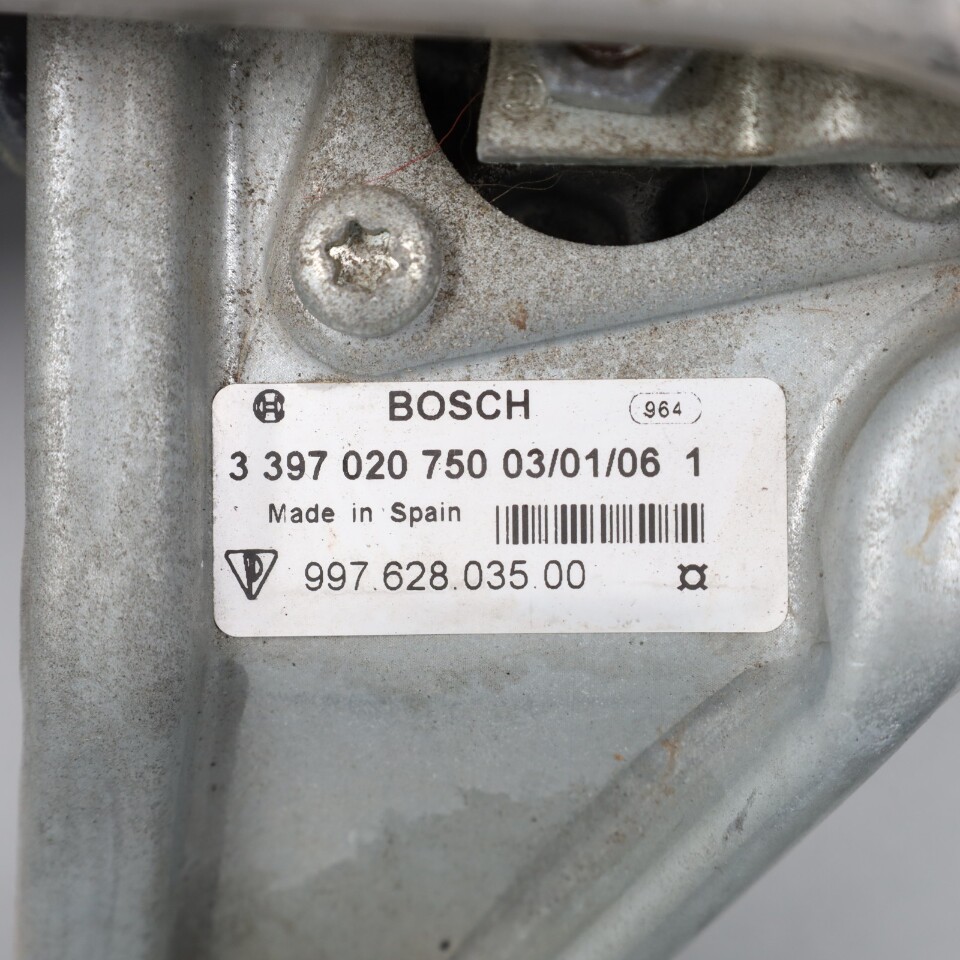 BOSCH 964
3 397 020 750 03/01/06 1
Made in Spain
997.628.035.00